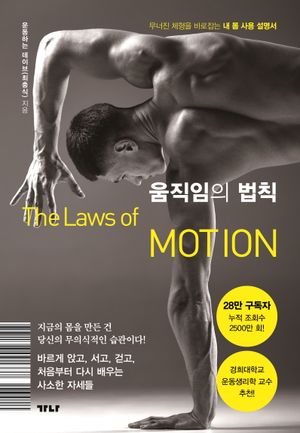 무너진 체형을 바로잡는 내 몸 사용 설명서
운동하는 데이브(최홍식) 지음
움직임의 법칙
The Laws of
MOTION
28만 구독자
누적 조회수
2500만 회!
지금의 몸을 만든 건
당신의 무의식적인 습관이다!
바르게 앉고, 서고, 걷고,
처음부터 다시 배우는
사소한 자세들
경희대학교
운동생리학 교수
추천!
가나